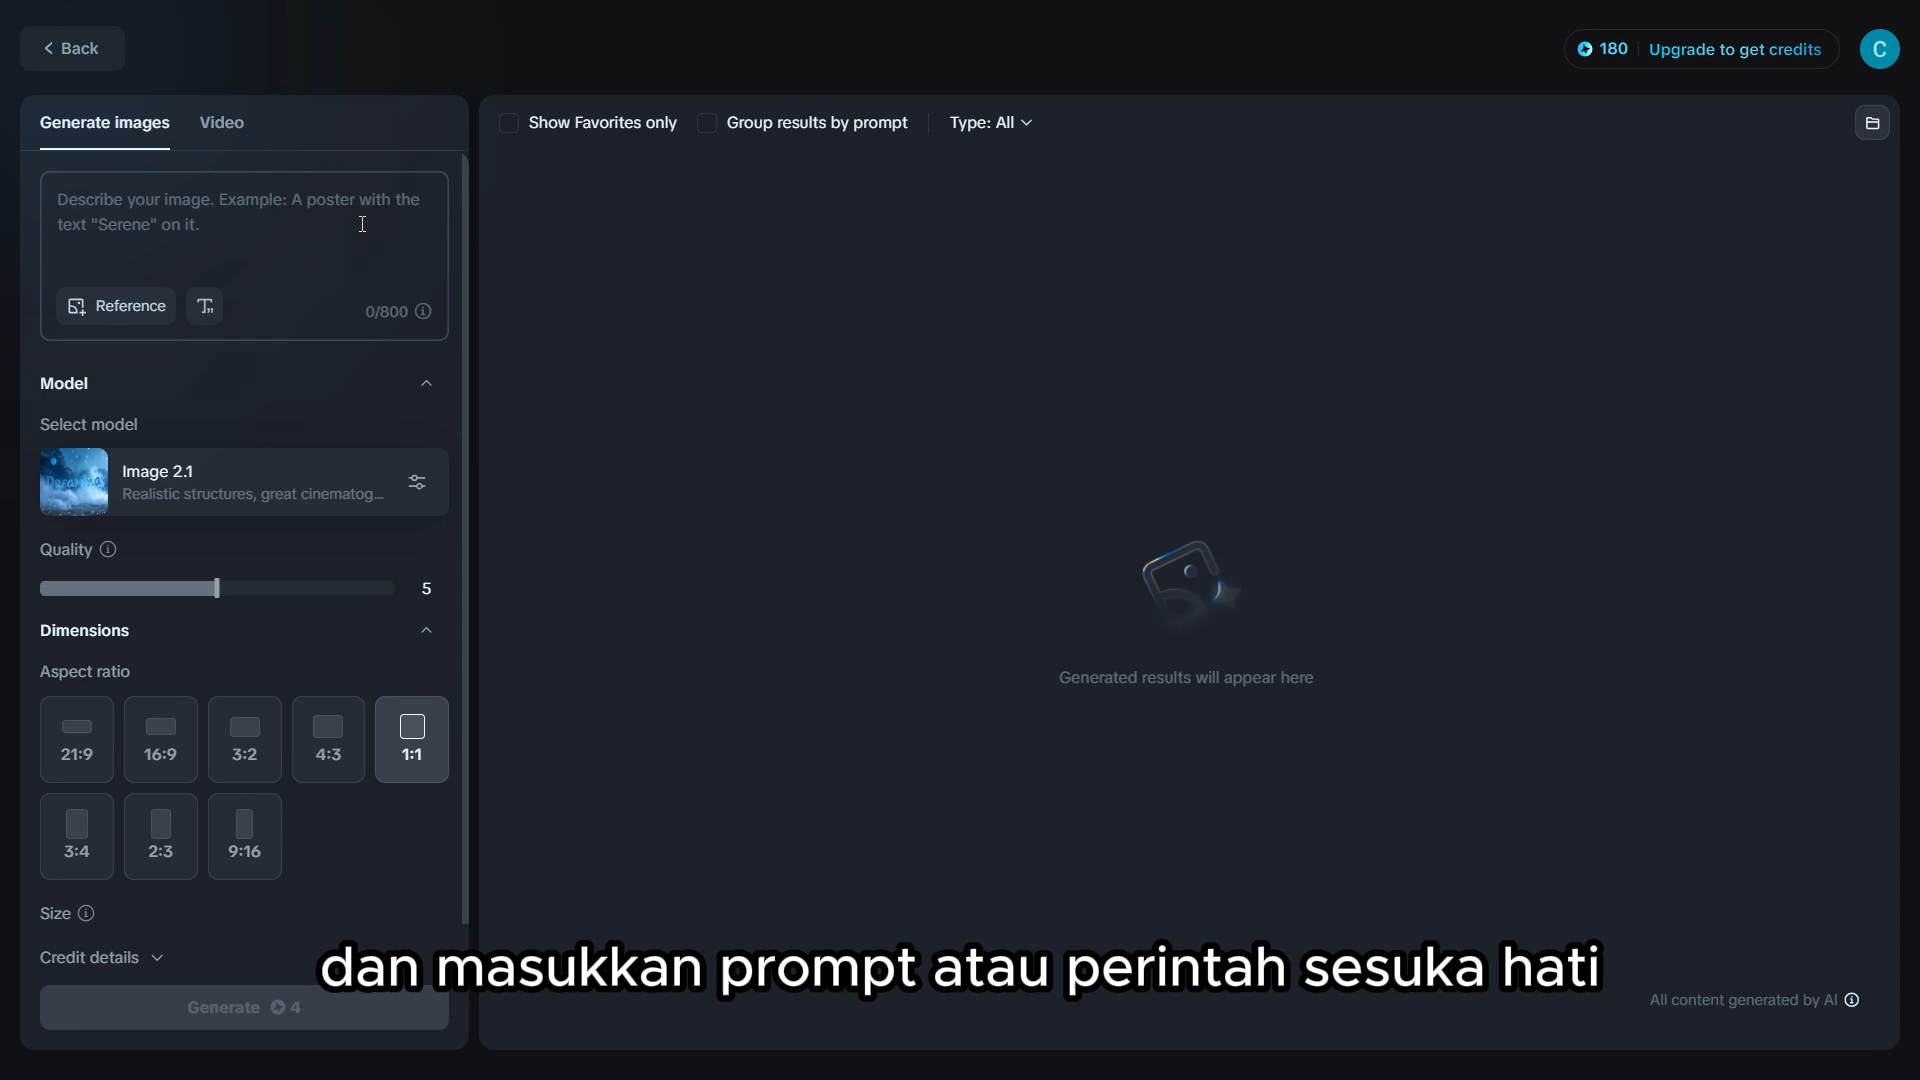 Back
180
Upgrade to get credits
C
Generate images
Video
Show Favorites only
Group results by prompt
Type: All
Describe your image. Example: A poster with the
text "Serene" on it.
Reference
0/800
Model
Select model
Dreamina
Image 2.1
Realistic structures, great cinematog...
Quality
5
Dimensions
Aspect ratio
21:9
16:9
3:2
4:3
1:1
3:4
2:3
9:16
Generated results will appear here
Size
Credit details
dan masukkan prompt atau perintah sesuka hati
Generate 4
All content generated by AI